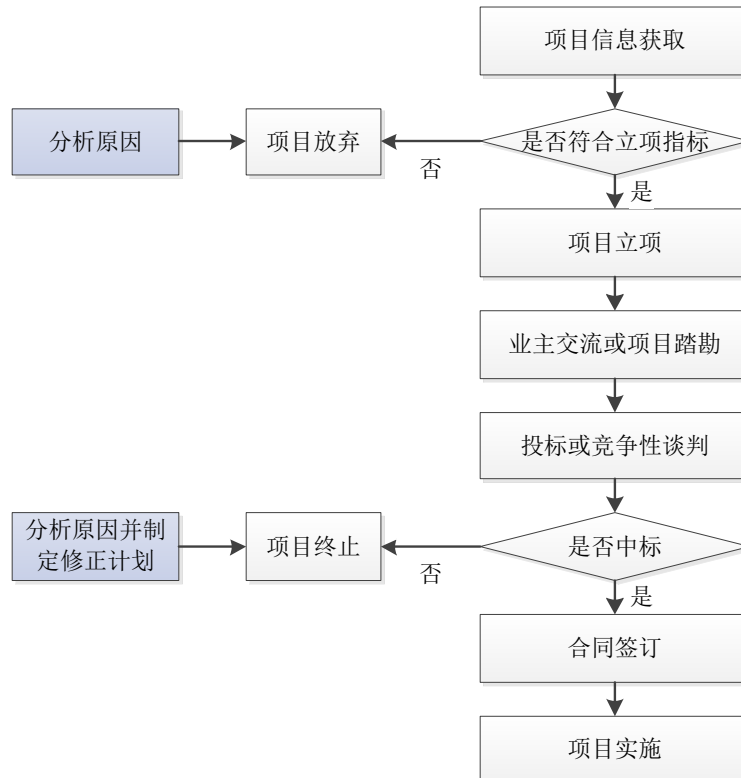 项目信息获取
分析原因
项目放弃
否
是否符合立项指标
是
项目立项
业主交流或项目踏勘
投标或竞争性谈判
分析原因并制
定修正计划
项目终止
否
是否中标
是
合同签订
项目实施